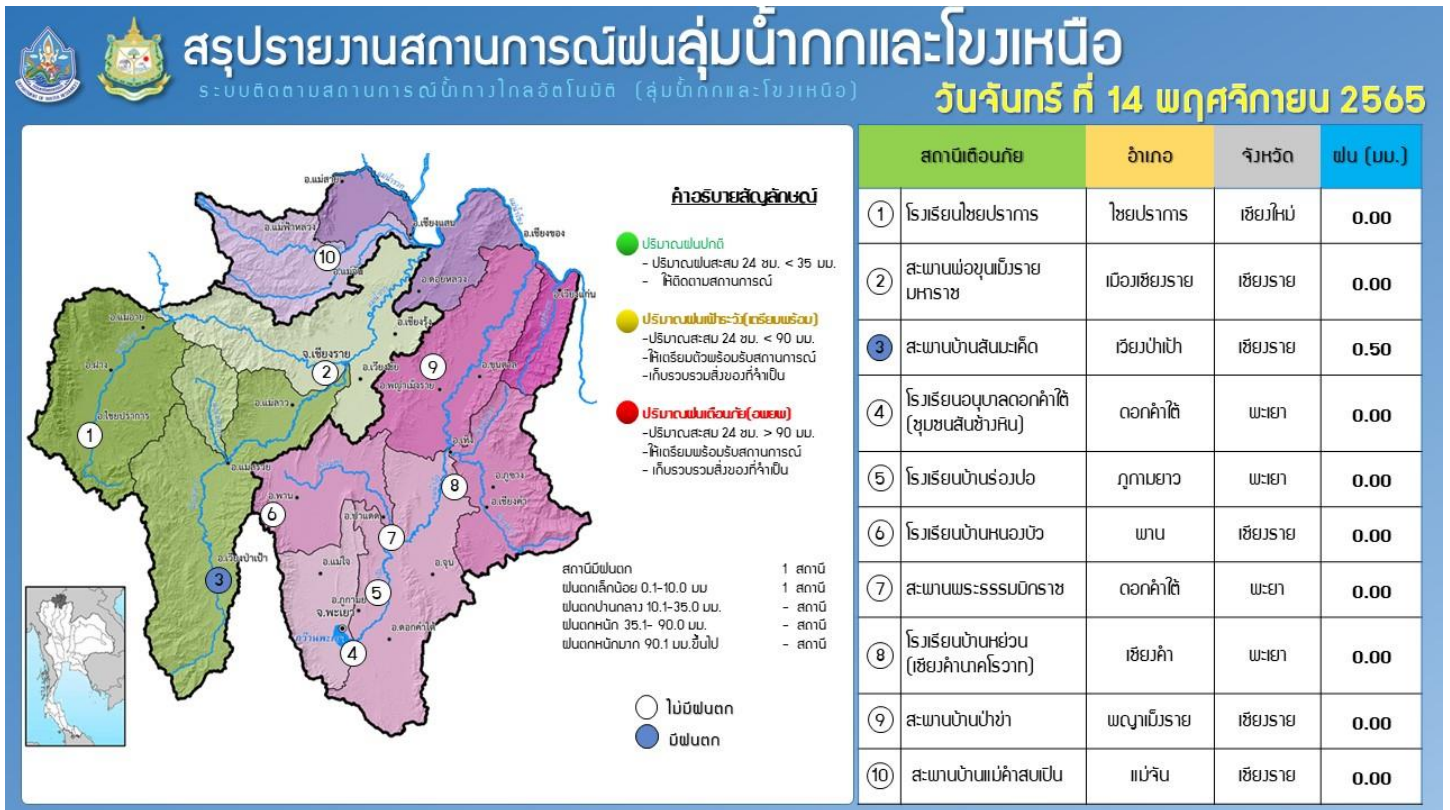 สรุปรายงานสถานการณ์ฝนลุ่มน้ำกกและโขงเหนือ
ระบบติดตามสถานการณ์น้ำทางไกลอัตโนมัติ (ลุ่มน้ำกกและโขงเหนือ)
วันจันทร์ ที่ 14 พฤศจิกายน 2565
อ.แม่สาย
อ.แม่ฟ้าหลวง
อ.เชียงแสน
อ.เชียงของ
10
อ.ดอยหลวง
อ.เวียงแก่น
อ.แม่อาย
อ.เชียงรุ้ง
อ.ฝาง
จ.เชียงราย
2
อ.พญาเม็งราย
9
อ.ขุนตาล
อ.ไชยปราการ
อ.แม่ลาว
1
อ.เทิง
อ.แม่สรวย
8
อ.ภูซาง
อ.เชียงคำ
อ.พาน
6
อ.ป่าแดด
7
อ.เวียงป่าเป้า
3
อ.แม่ใจ
อ.จุน
5
จ.พะเยา
อ.ดอกคำใต้
4
คำอธิบายสัญลักษณ์
ปริมาณฝนปกติ
- ปริมาณฝนสะสม 24 ชม. < 35 มม.
- ให้ติดตามสถานการณ์
ปริมาณฝนเฝ้าระวัง(เตรียมพร้อม)
-ปริมาณสะสม 24 ชม. < 90 มม.
-ให้เตรียมตัวพร้อมรับสถานการณ์
-เก็บรวบรวมสิ่งของที่จำเป็น
ปริมาณฝนเตือนภัย(อพยพ)
-ปริมาณสะสม 24 ชม. > 90 มม.
-ให้เตรียมพร้อมรับสถานการณ์
- เก็บรวบรวมสิ่งของที่จำเป็น
สถานีมีฝนตก 1 สถานี
ฝนตกเล็กน้อย 0.1-10.0 มม 1 สถานี
ฝนตกปานกลาง 10.1-35.0 มม. - สถานี
ฝนตกหนัก 35.1- 90.0 มม. - สถานี
ฝนตกหนักมาก 90.1 มม.ขึ้นไป - สถานี
ไม่มีฝนตก
มีฝนตก
สถานีเตือนภัย อำเภอ จังหวัด ฝน (มม.)
1 โรงเรียนไชยปราการ ไชยปราการ เชียงใหม่ 0.00
2 สะพานพ่อขุนเม็งราย
มหาราช เมืองเชียงราย เชียงราย 0.00
3 สะพานบ้านสันมะเค็ด เวียงป่าเป้า เชียงราย 0.50
4 โรงเรียนอนุบาลดอกคำใต้
(ชุมชนสันช้างหิน) ดอกคำใต้ พะเยา 0.00
5 โรงเรียนบ้านร่องปอ ภูกามยาว พะเยา 0.00
6 โรงเรียนบ้านหนองบัว พาน เชียงราย 0.00
7 สะพานพระธรรมมิกราช ดอกคำใต้ พะเยา 0.00
8 โรงเรียนบ้านหย่วน
(เชียงคำนาคโรวาท) เชียงคำ พะเยา 0.00
9 สะพานบ้านป่าข่า พญาเม็งราย เชียงราย 0.00
10 สะพานบ้านแม่คำสบเปิน แม่จัน เชียงราย 0.00